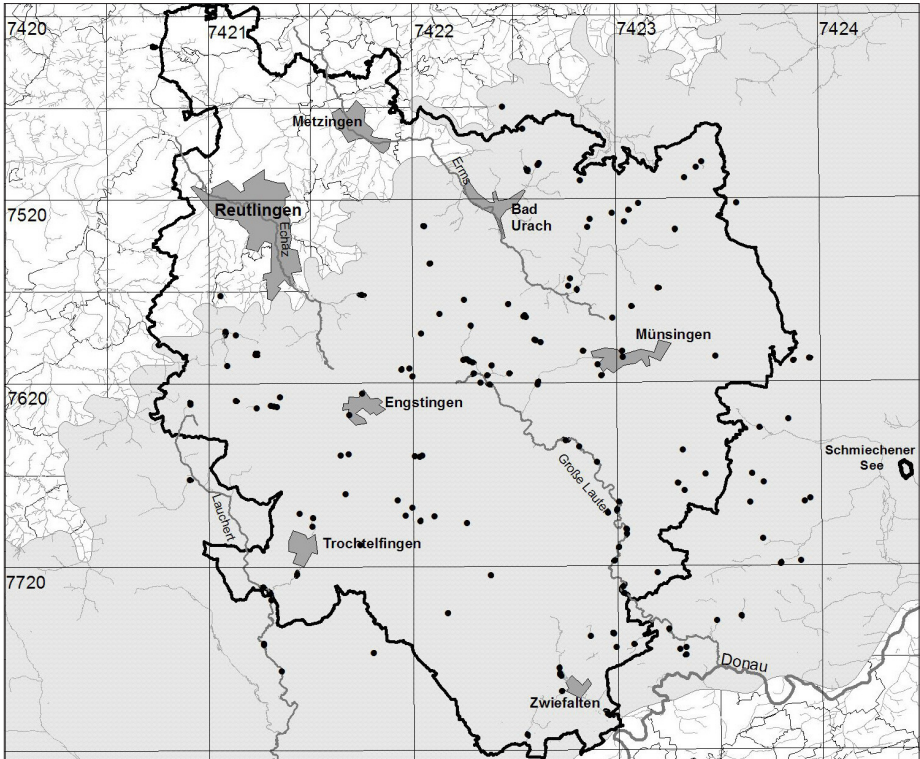 7420
7421
7422
7423
7424
Metzingen
Erms
7520
Reutlingen
Echaz
Bad
Urach
Münsingen
7620
Engstingen
Schmiechener
See
Große Lauter
Lauchert
Trochtelfingen
7720
Donau
Zwiefalten